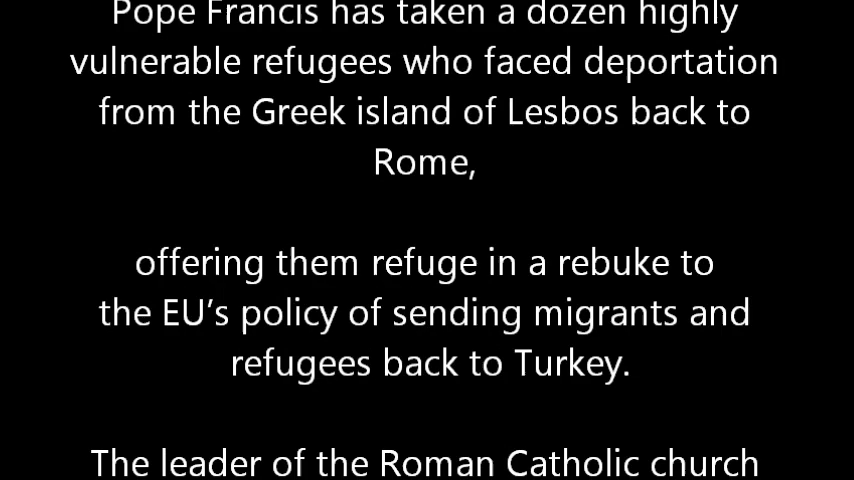 Pope Francis has taken a dozen highly
vulnerable refugees who faced deportation
from the Greek island of Lesbos back to
Rome,
offering them refuge in a rebuke to
the EU’s policy of sending migrants and
refugees back to Turkey.
The leader of the Roman Catholic church